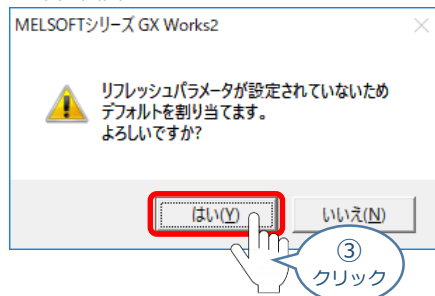 MELSOFTシリーズ GX Works2
リフレッシュパラメータが設定されていないため
デフォルトを割り当てます。
よろしいですか?
はい(Y)
いいえ(N)
③
クリック